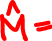 M̂ =